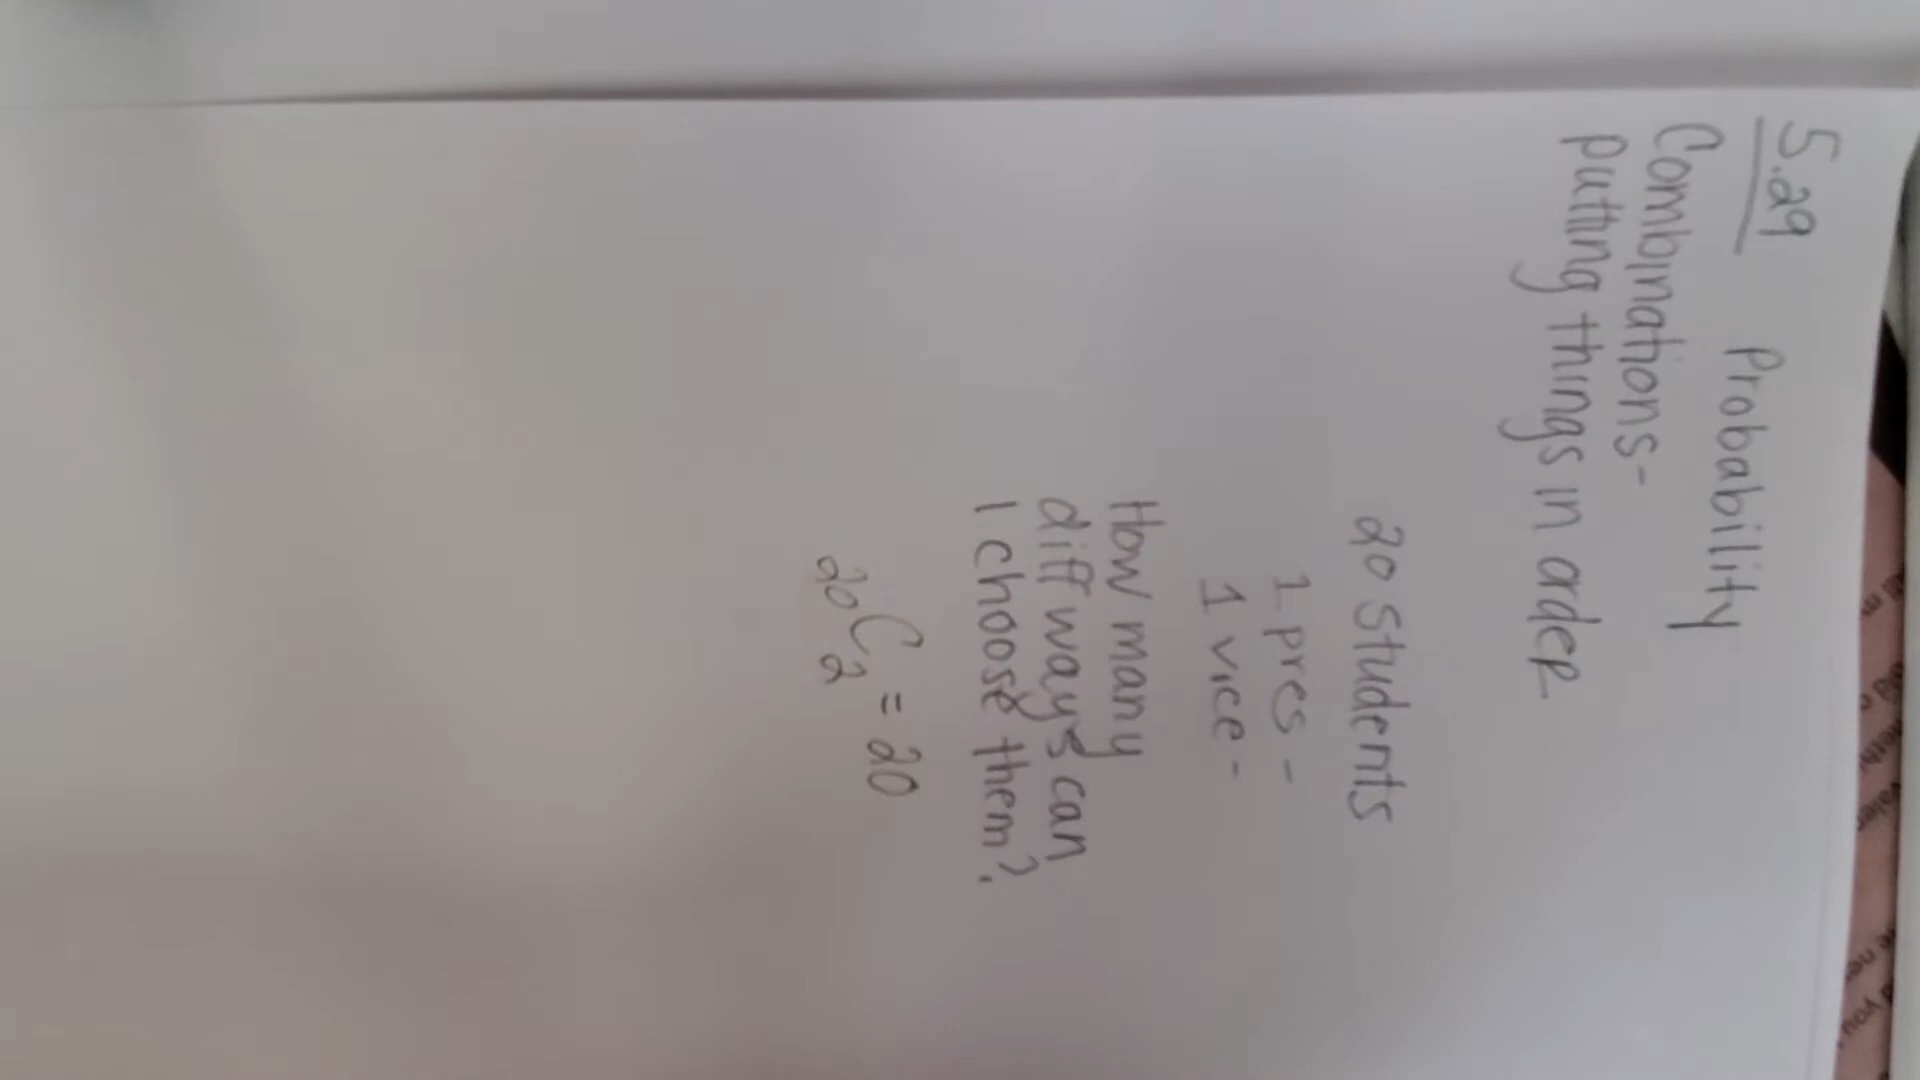 5.29 Probability
Combinations-
putting things in order
20 students
1 pres -
1 vice -
How many
diff ways can
I choose them?
20C2 = 20